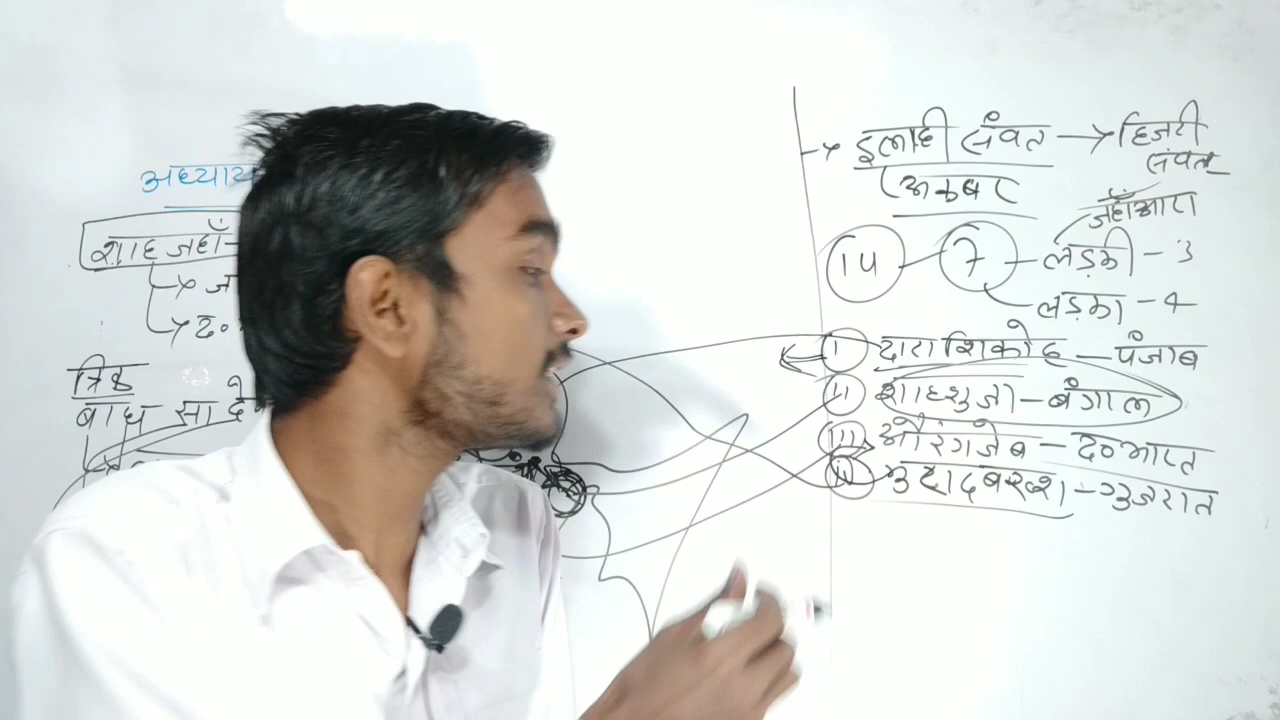 अध्याय
शाहजहाँ-
→ ज
→ द०
बाध सा दे
→ इलाही संवत → हिजरी
संवत
(अकबर
जहाँआरा
14 - 7 - लड़की - 3
लड़का - 4
I दाराशिकोह - पंजाब
II शाहशुजा - बंगाल
III औरंगजेब - द० भारत
IV मुरादबख्श - गुजरात